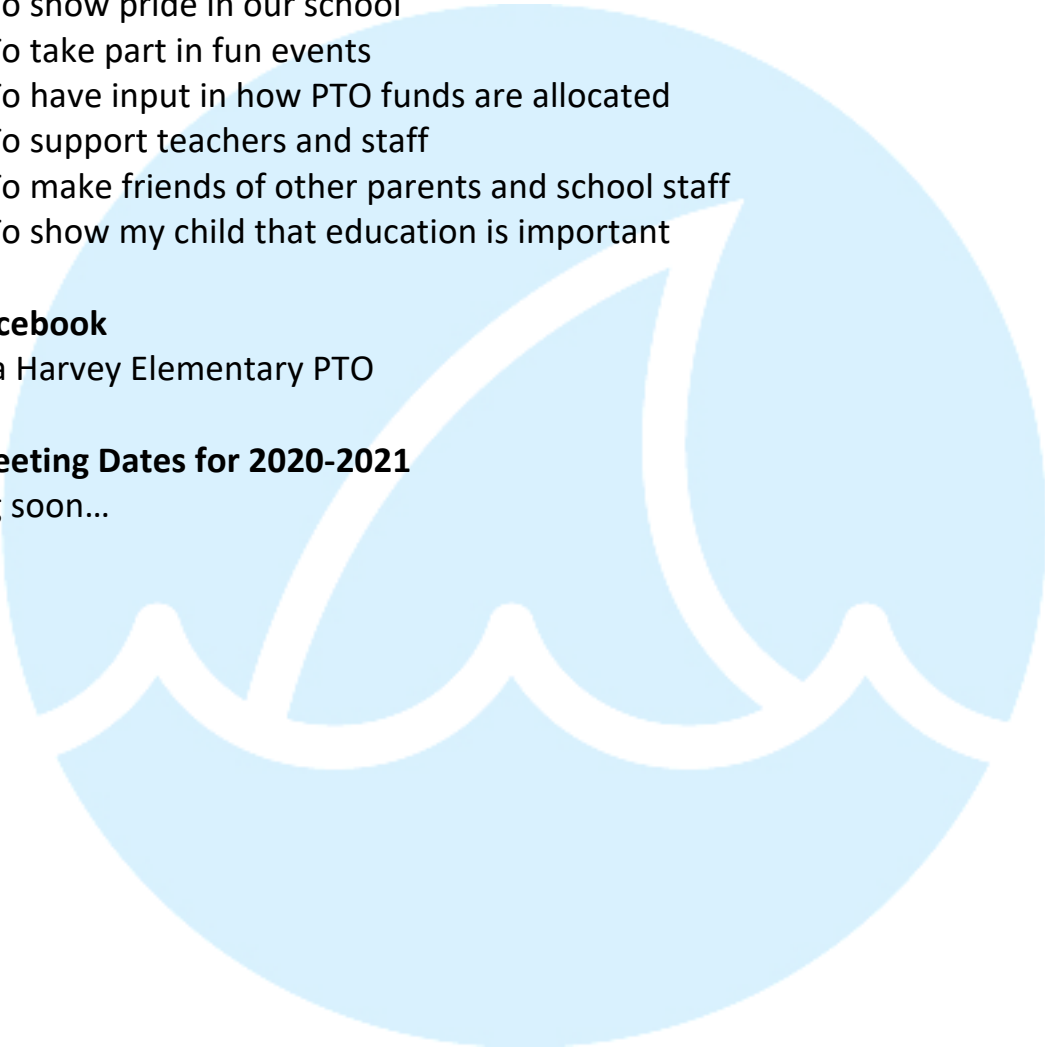 o show pride in our school
o take part in fun events
o have input in how PTO funds are allocated
o support teachers and staff
o make friends of other parents and school staff
o show my child that education is important
cebook
a Harvey Elementary PTO
eeting Dates for 2020-2021
g soon…